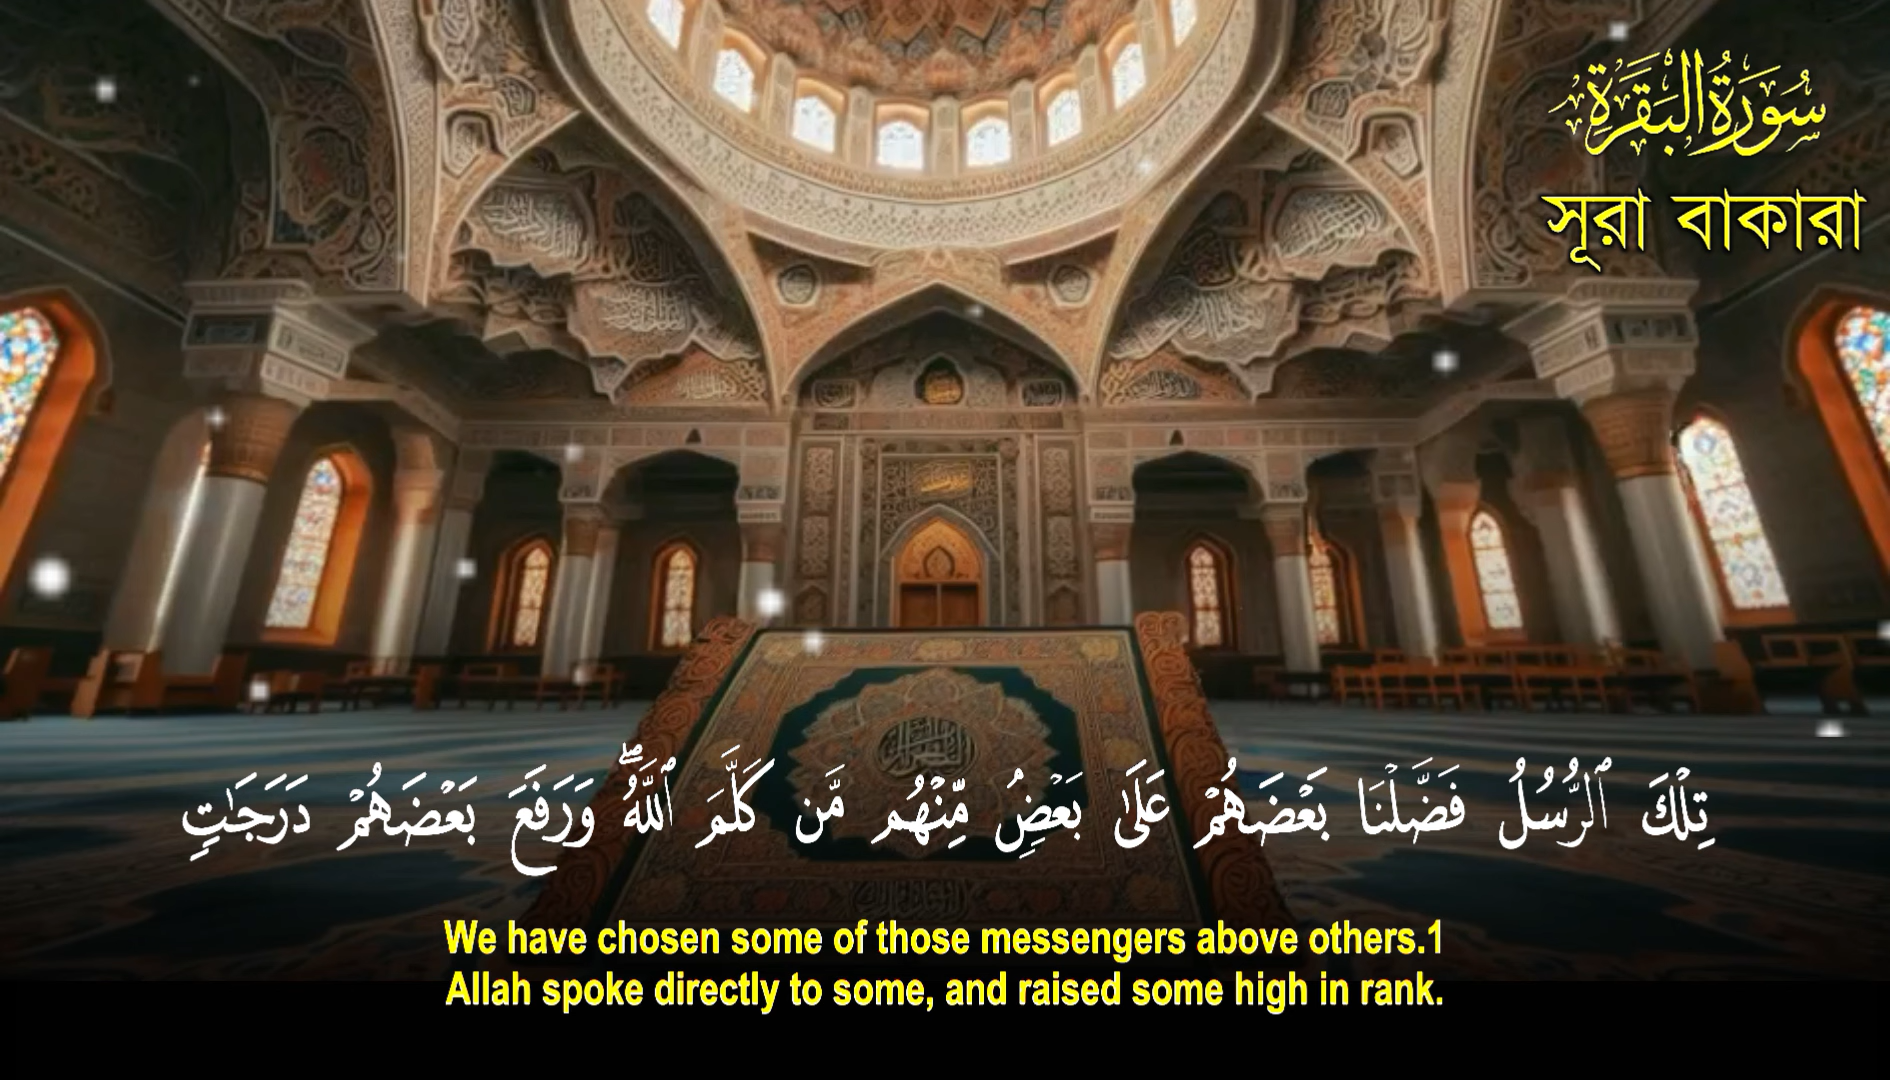 سُورَةُ البَقَرَةِ
সূরা বাকারা
تِلْكَ ٱلرُّسُلُ فَضَّلْنَا بَعْضَهُمْ عَلَىٰ بَعْضٍ مِّنْهُم مَّن كَلَّمَ ٱللَّهُ ۖ وَرَفَعَ بَعْضَهُمْ دَرَجَـٰتٍ
We have chosen some of those messengers above others.1
Allah spoke directly to some, and raised some high in rank.